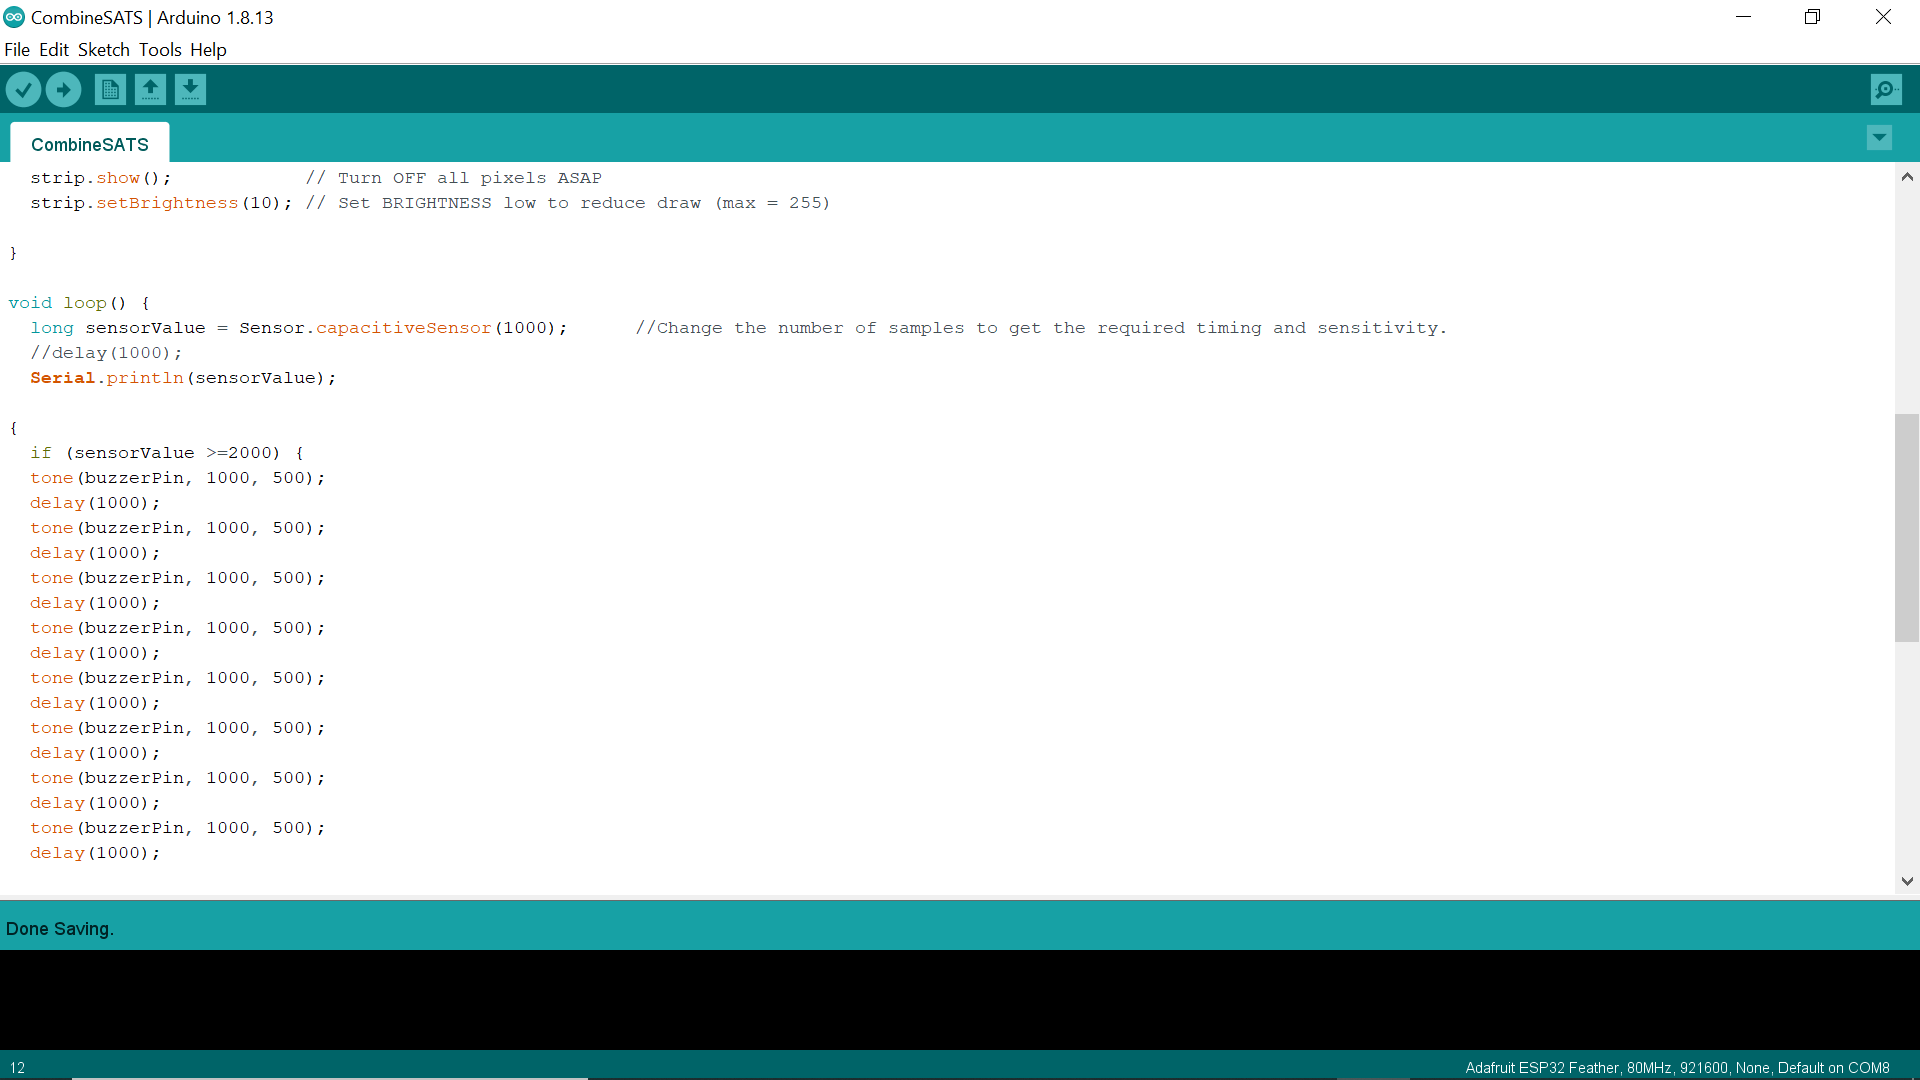 CombineSATS | Arduino 1.8.13
File Edit Sketch Tools Help
CombineSATS
strip.show();            // Turn OFF all pixels ASAP
strip.setBrightness(10); // Set BRIGHTNESS low to reduce draw (max = 255)
}
void loop() {
long sensorValue = Sensor.capacitiveSensor(1000);      //Change the number of samples to get the required timing and sensitivity.
//delay(1000);
Serial.println(sensorValue);
{
if (sensorValue >=2000) {
tone(buzzerPin, 1000, 500);
delay(1000);
tone(buzzerPin, 1000, 500);
delay(1000);
tone(buzzerPin, 1000, 500);
delay(1000);
tone(buzzerPin, 1000, 500);
delay(1000);
tone(buzzerPin, 1000, 500);
delay(1000);
tone(buzzerPin, 1000, 500);
delay(1000);
tone(buzzerPin, 1000, 500);
delay(1000);
tone(buzzerPin, 1000, 500);
delay(1000);
Done Saving.
12
Adafruit ESP32 Feather, 80MHz, 921600, None, Default on COM8